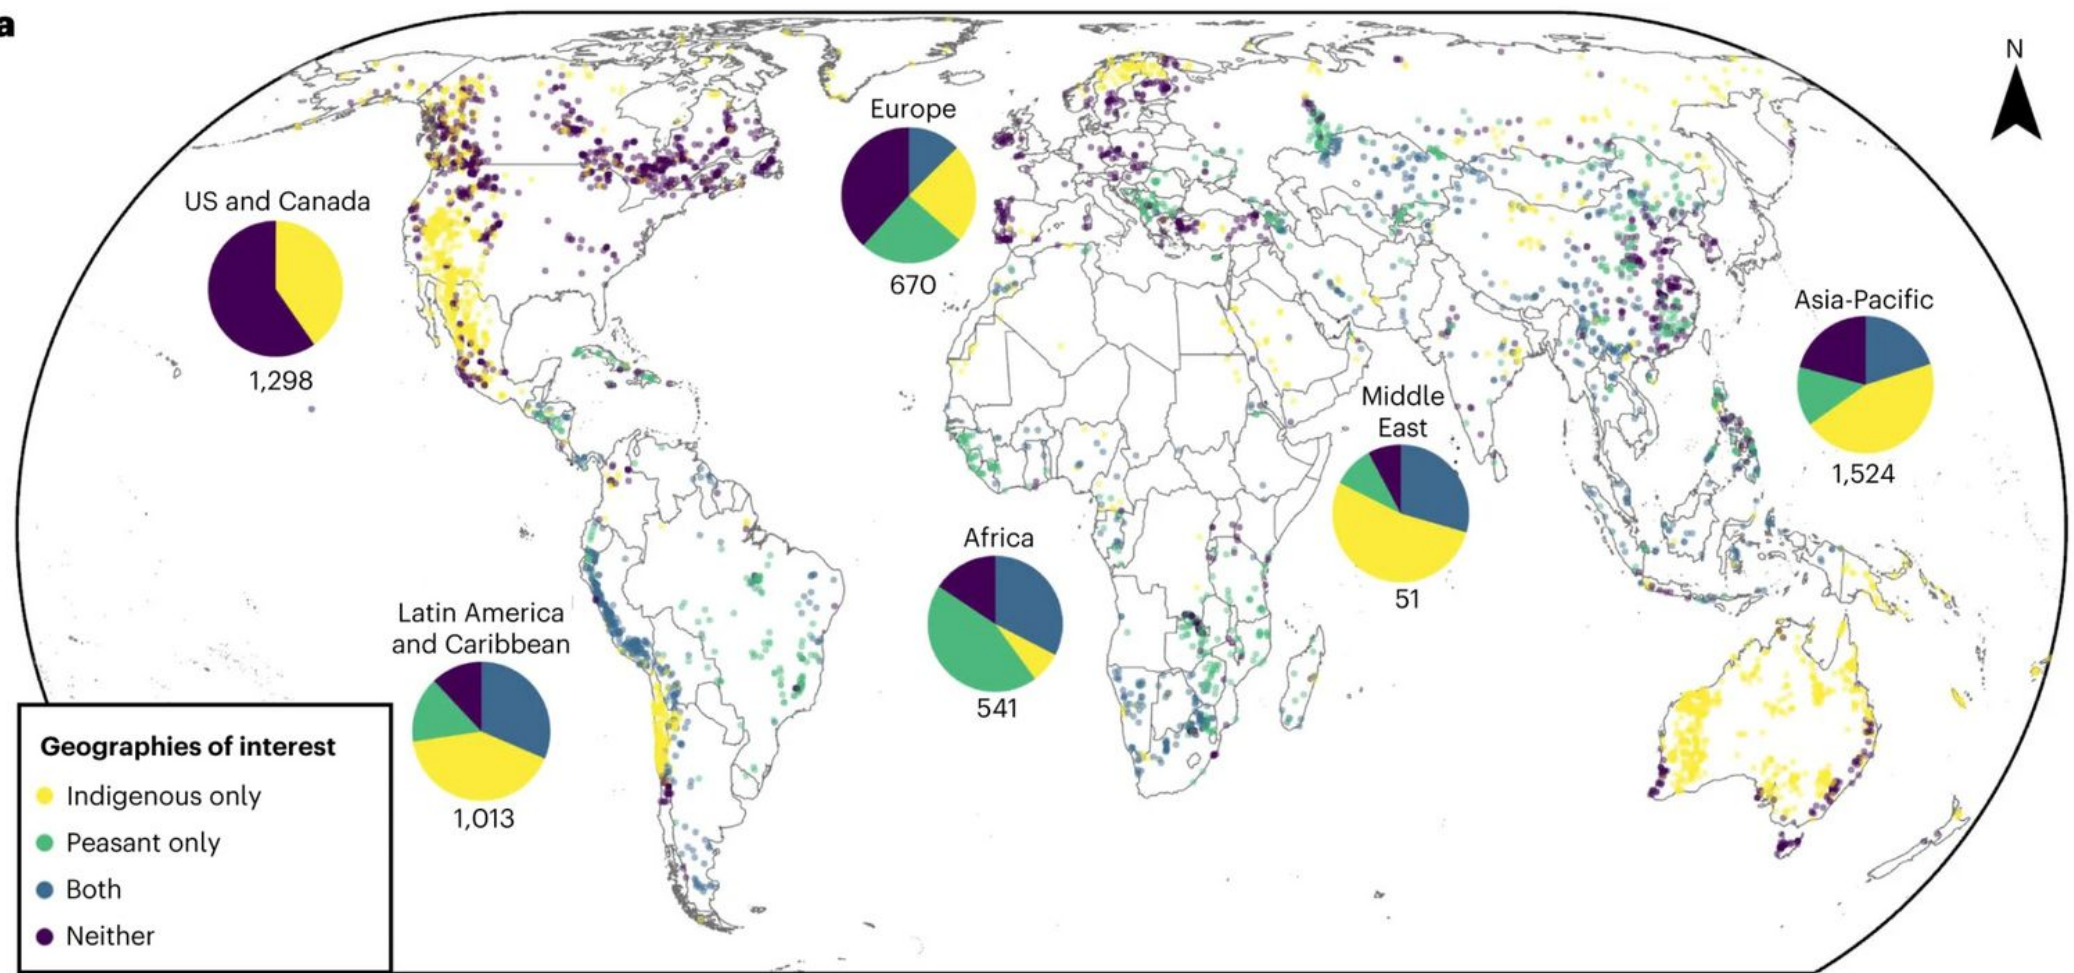 a
N
Europe
670
US and Canada
1,298
Asia-Pacific
1,524
Middle
East
51
Africa
541
Latin America
and Caribbean
1,013
Geographies of interest
Indigenous only
Peasant only
Both
Neither